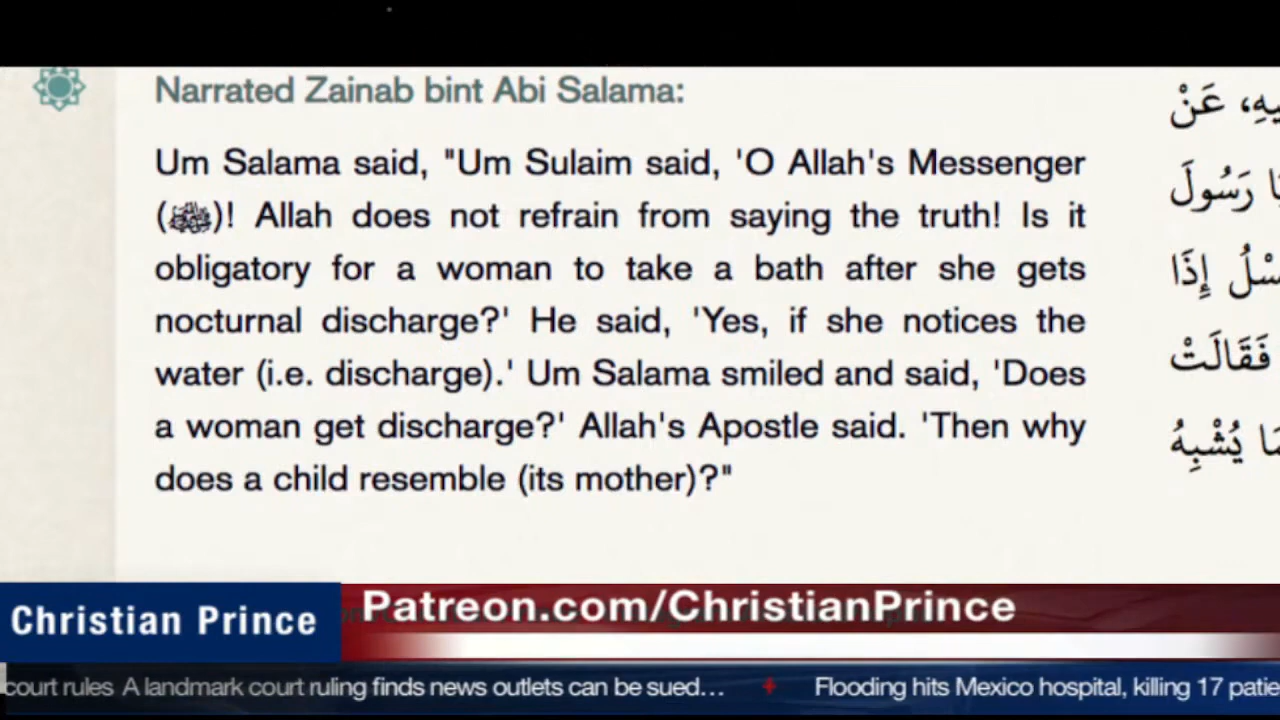 Narrated Zainab bint Abi Salama:
Um Salama said, "Um Sulaim said, 'O Allah's Messenger
(ﷺ)! Allah does not refrain from saying the truth! Is it
obligatory for a woman to take a bath after she gets
nocturnal discharge?' He said, 'Yes, if she notices the
water (i.e. discharge).' Um Salama smiled and said, 'Does
a woman get discharge?' Allah's Apostle said. 'Then why
does a child resemble (its mother)?"
عَنْ
رَسُولَ
إِذَا
فَقَالَتْ
يُشْبِهُ
Christian Prince
Patreon.com/ChristianPrince
court rules A landmark court ruling finds news outlets can be sued... Flooding hits Mexico hospital, killing 17